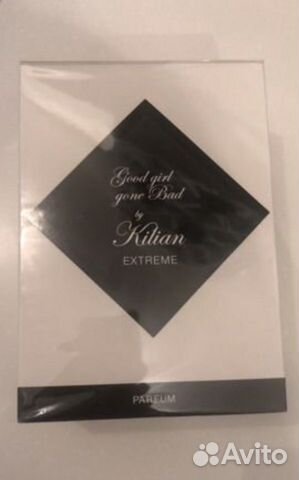 Good girl
gone Bad
by
Kilian
EXTREME
PARFUM
Avito